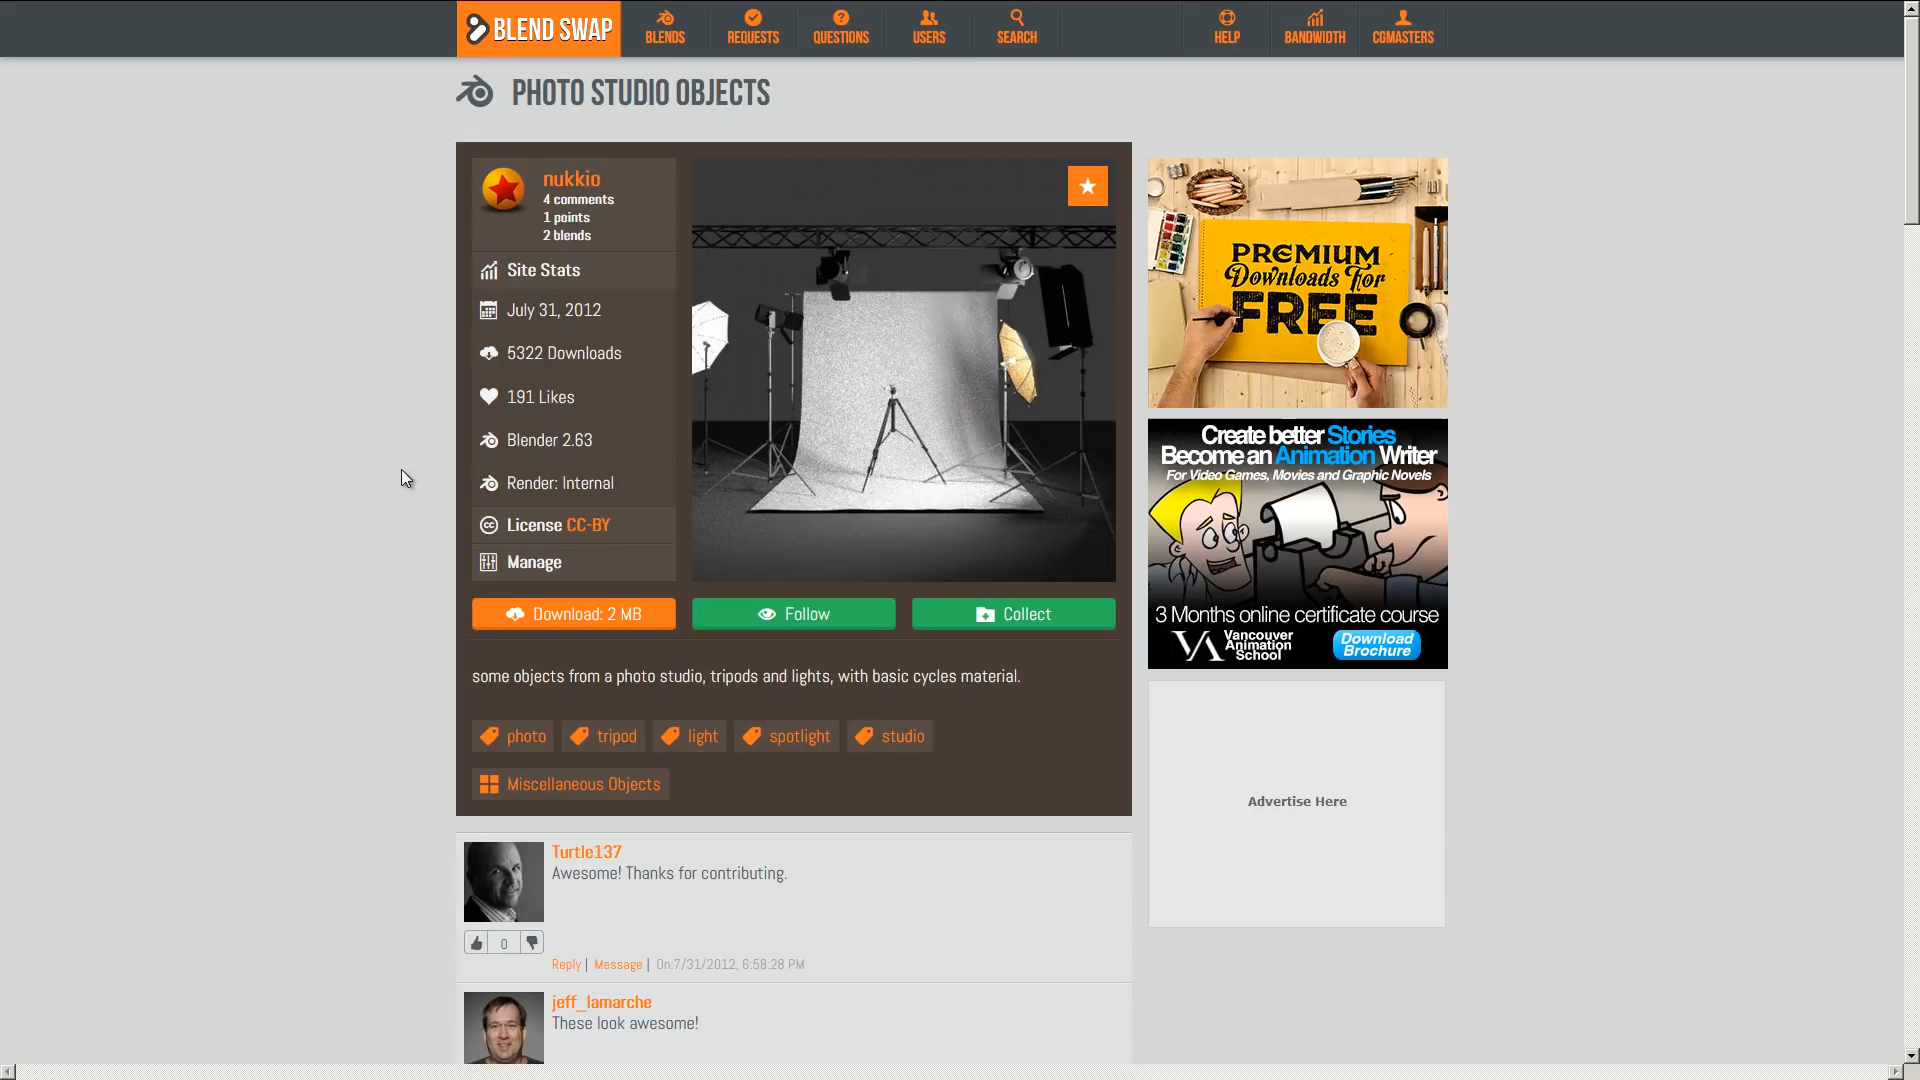 BLEND SWAP
BLENDS
REQUESTS
QUESTIONS
USERS
SEARCH
HELP
BANDWIDTH
CGMASTERS
PHOTO STUDIO OBJECTS
nukkio
4 comments
1 points
2 blends
Site Stats
July 31, 2012
5322 Downloads
191 Likes
Blender 2.63
Render: Internal
License CC-BY
Manage
Download: 2 MB
Follow
Collect
some objects from a photo studio, tripods and lights, with basic cycles material.
photo
tripod
light
spotlight
studio
Miscellaneous Objects
Turtle137
Awesome! Thanks for contributing.
0
Reply | Message | On:7/31/2012, 6:58:28 PM
jeff_lamarche
These look awesome!
PREMIUM
Downloads For
FREE
Create better Stories
Become an Animation Writer
For Video Games, Movies and Graphic Novels
3 Months online certificate course
VA Vancouver
Animation
School
Download
Brochure
Advertise Here